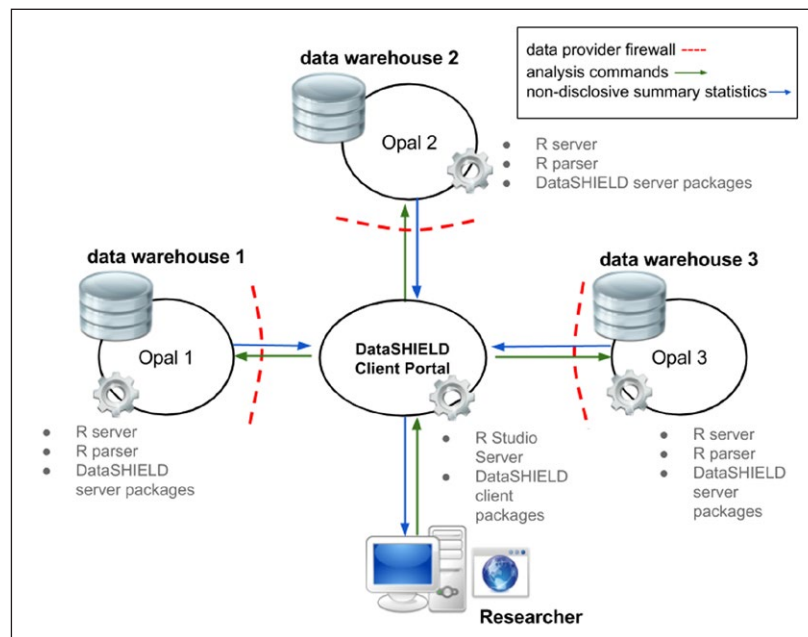 data provider firewall
analysis commands
non-disclosive summary statistics
data warehouse 2
Opal 2
R server
R parser
DataSHIELD server packages
data warehouse 1
Opal 1
R server
R parser
DataSHIELD
server packages
DataSHIELD
Client Portal
R Studio
Server
DataSHIELD
client
packages
data warehouse 3
Opal 3
R server
R parser
DataSHIELD
server
packages
Researcher